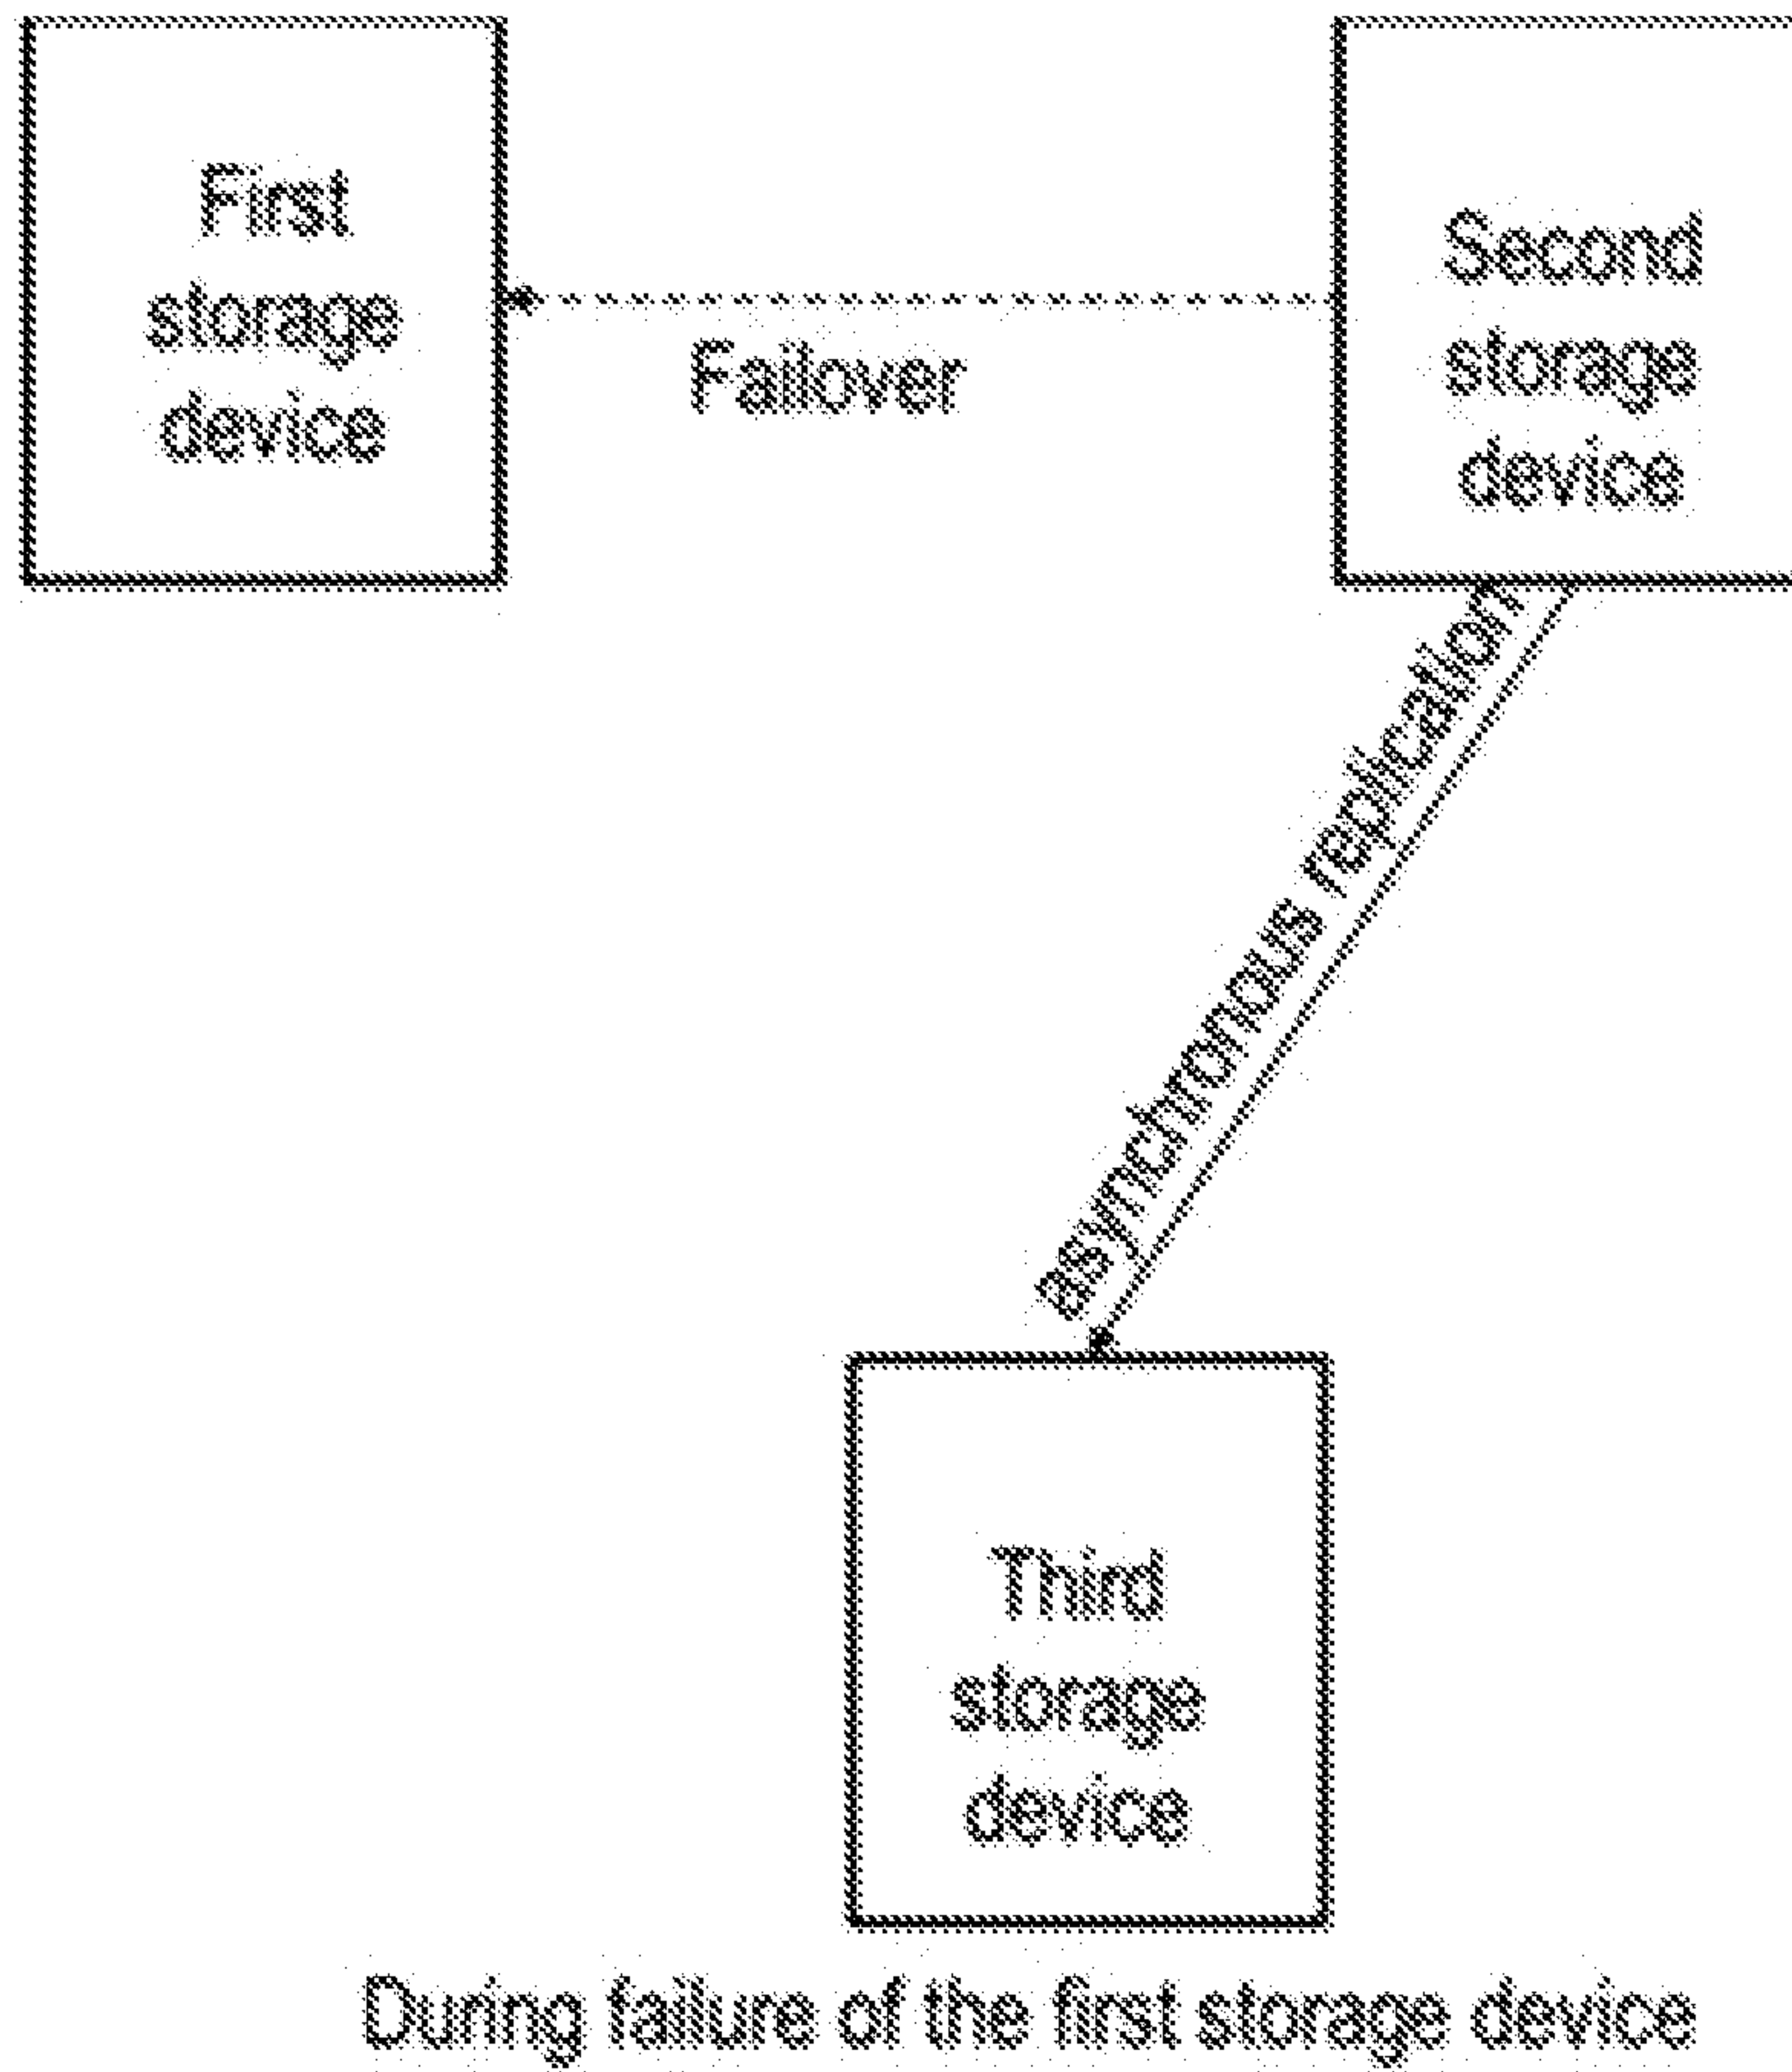 First
storage
device
Failover
Second
storage
device
asynchronous replication
Third
storage
device
During failure of the first storage device